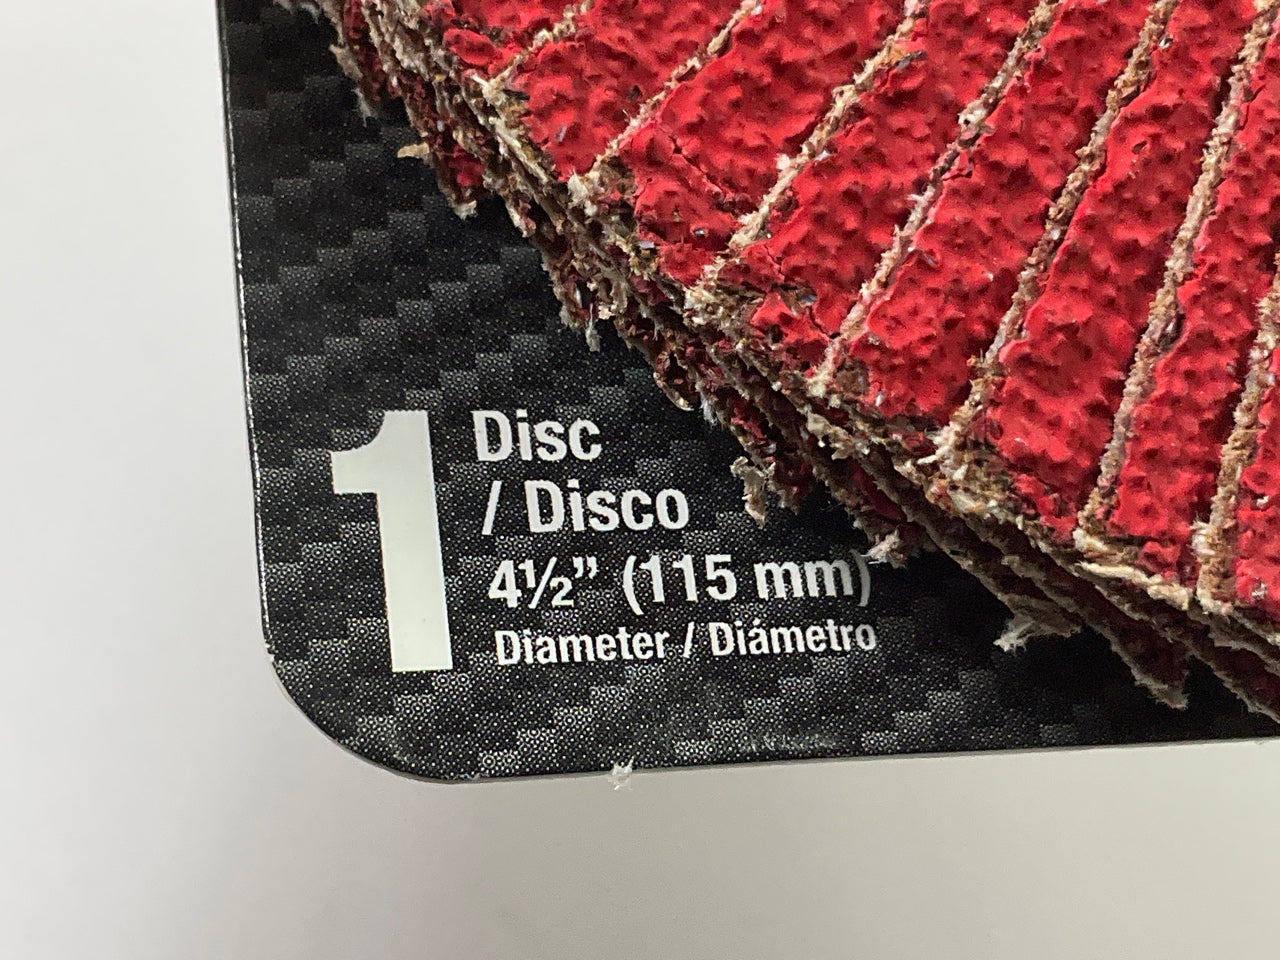 1
Disc
/ Disco
4½” (115 mm)
Diameter / Diámetro